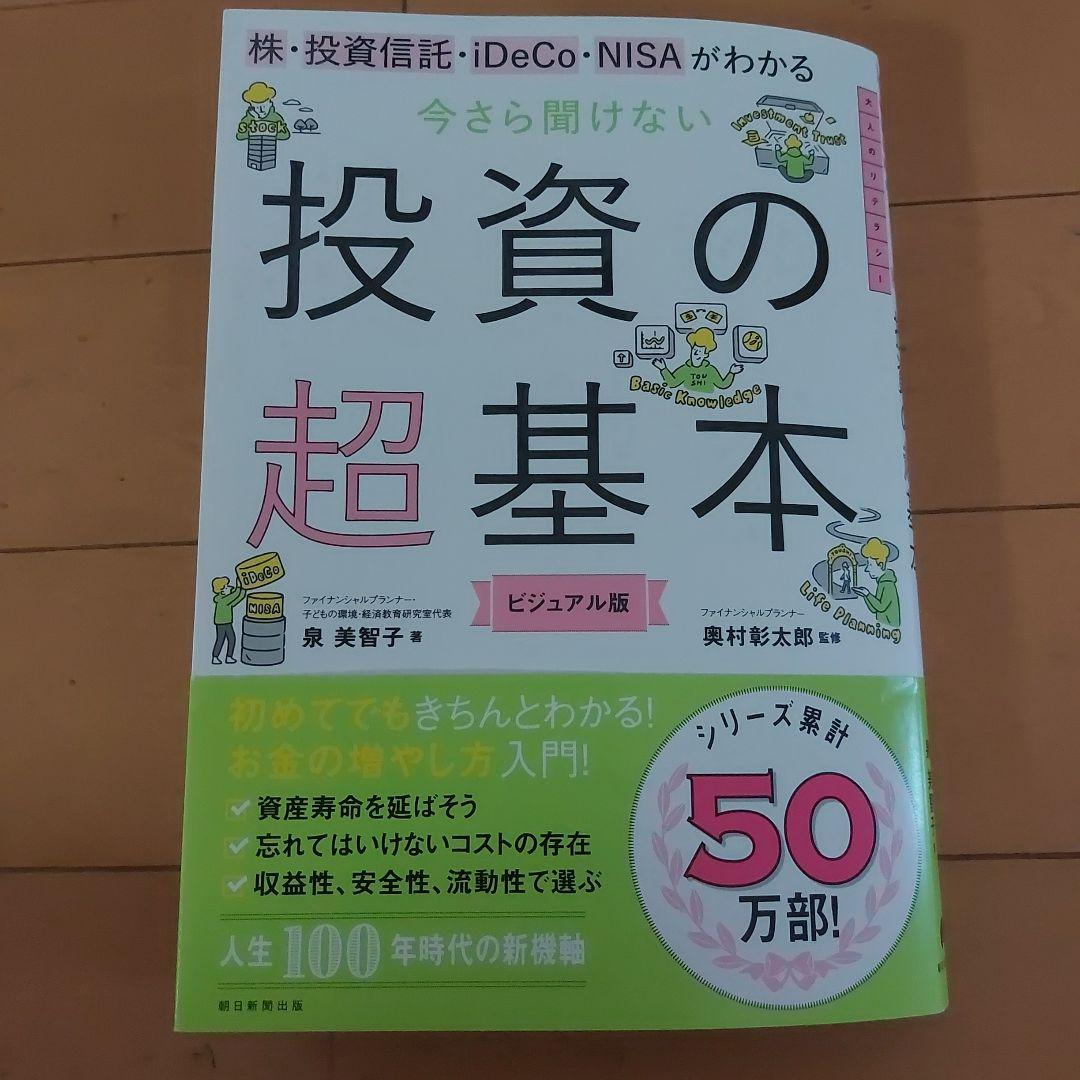 株・投資信託・iDeCo・NISAがわかる
今さら聞けない
大人のリテラシー
Stock
Investment Trust
投資の
TOU
SHI
Basic Knowledge
超基本
iDeCo
NISA
ファイナンシャルプランナー・
子どもの環境・経済教育研究室代表
泉 美智子 著
ビジュアル版
ファイナンシャルプランナー
奥村彰太郎 監修
TOUSHI
Life Planning
初めてでもきちんとわかる!
お金の増やし方入門!
資産寿命を延ばそう
忘れてはいけないコストの存在
収益性、安全性、流動性で選ぶ
人生100年時代の新機軸
シリーズ累計
50
万部!
朝日新聞出版